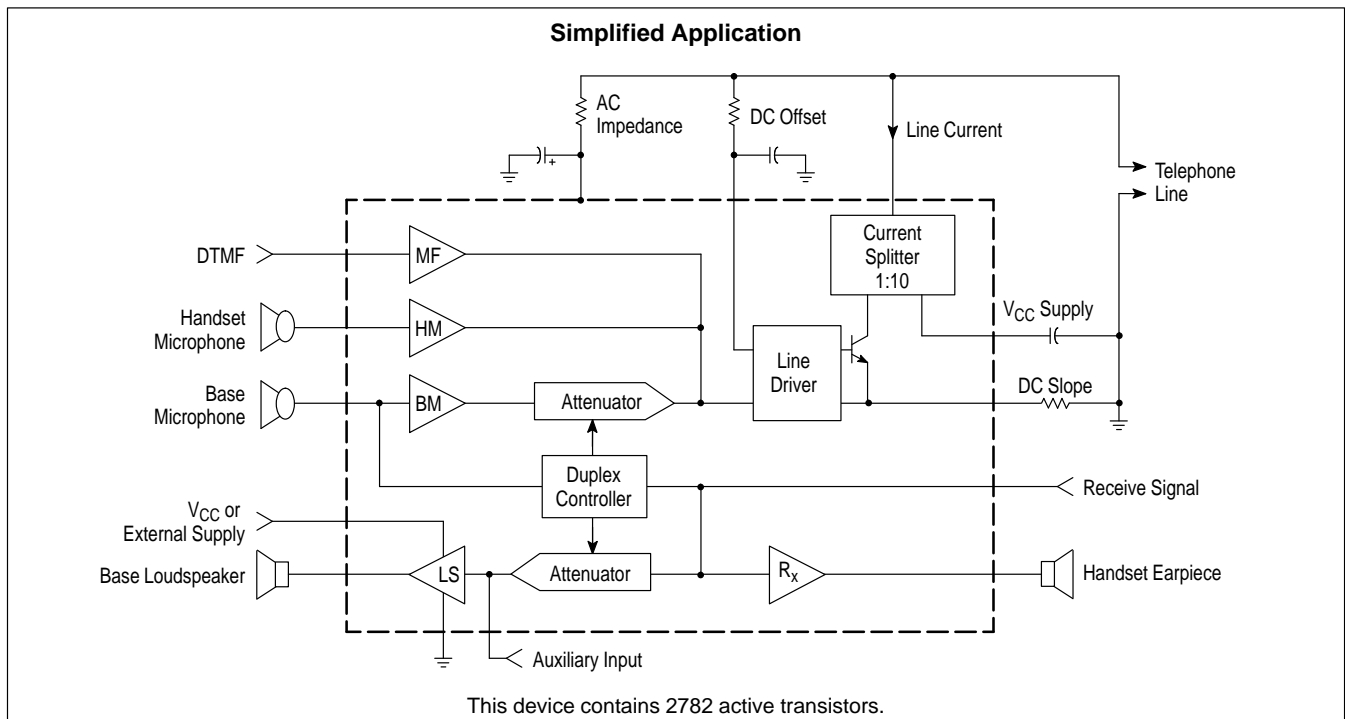 Simplified Application
AC
Impedance
DC Offset
Line Current
+
Telephone
Line
DTMF
MF
Current
Splitter
1:10
Handset
Microphone
HM
VCC Supply
Line
Driver
Base
Microphone
BM
Attenuator
DC Slope
Duplex
Controller
Receive Signal
VCC or
External Supply
Base Loudspeaker
LS
Attenuator
Rx
Handset Earpiece
Auxiliary Input
This device contains 2782 active transistors.